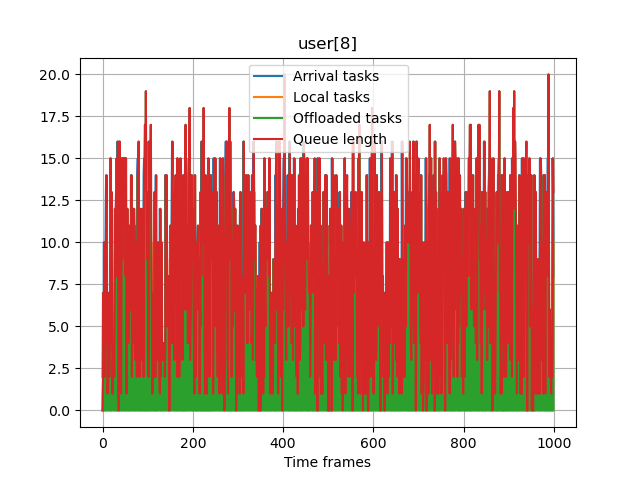 user[8]
Arrival tasks
Local tasks
Offloaded tasks
Queue length
20.0
17.5
15.0
12.5
10.0
7.5
5.0
2.5
0.0
0 200 400 600 800 1000
Time frames